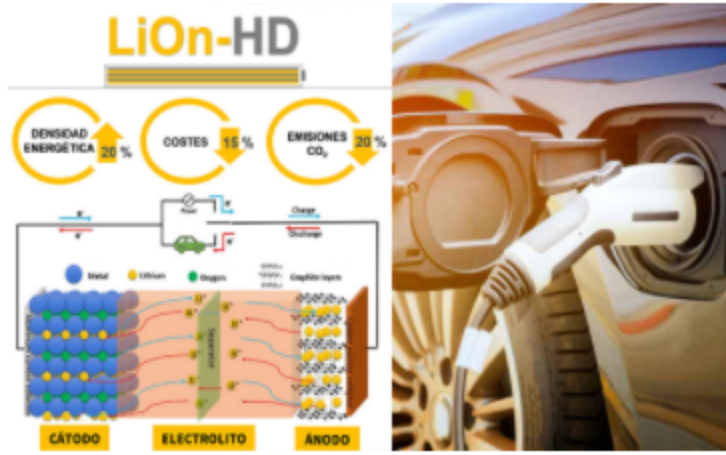 LiOn-HD
DENSIDAD
ENERGÉTICA
20 %
COSTES
15 %
EMISIONES
CO₂
20 %
Power
Charge
Discharge
Metal
Lithium
Oxygen
Graphite layers
Separator
CÁTODO
ELECTROLITO
ÁNODO